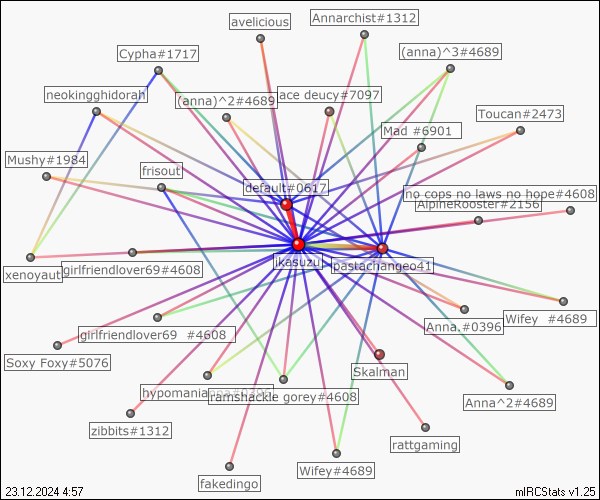 avelicious
Annarchist#1312
Cypha#1717
(anna)^3#4689
neokingghidorah
(anna)^2#4689
ace deucy#7097
Toucan#2473
Mad #6901
Mushy#1984
frisout
default#0617
no cops no laws no hope#4608
AlpineRooster#2156
ikasuzu
pastachangeo41
xenoyaut
girlfriendlover69#4608
girlfriendlover69 #4608
Anna.#0396
Wifey #4689
Soxy Foxy#5076
Skalman
hypomania
ramshackle gorey#4608
Anna^2#4689
zibbits#1312
rattgaming
Wifey#4689
fakedingo
23.12.2024 4:57
mIRCStats v1.25